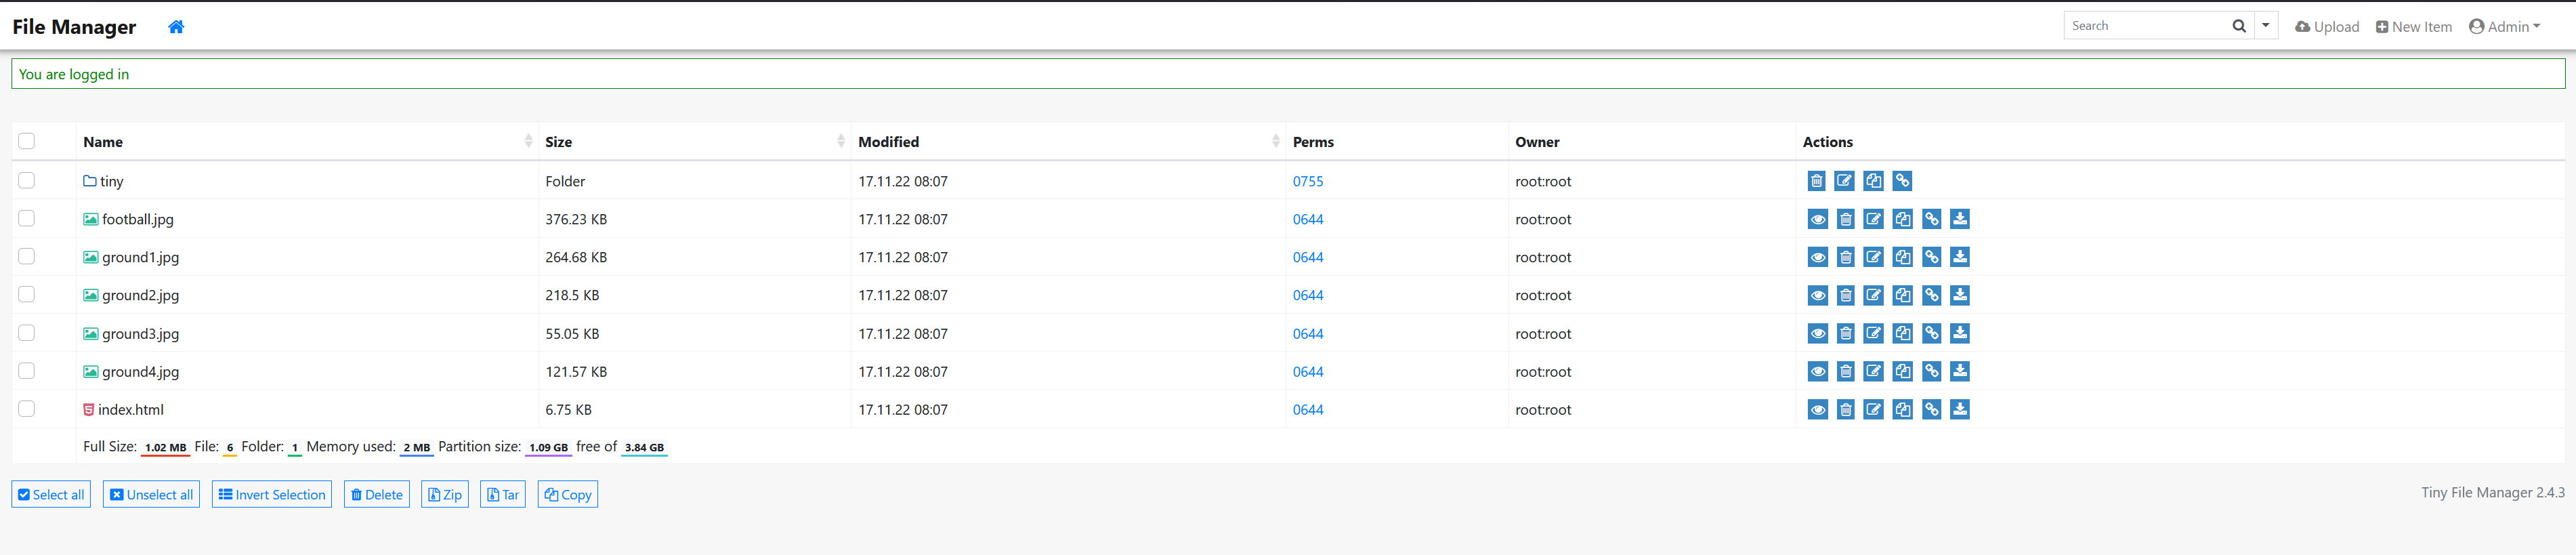 File Manager Search Upload New Item Admin
You are logged in
Name Size Modified Perms Owner Actions
tiny Folder 17.11.22 08:07 0755 root:root
football.jpg 376.23 KB 17.11.22 08:07 0644 root:root
ground1.jpg 264.68 KB 17.11.22 08:07 0644 root:root
ground2.jpg 218.5 KB 17.11.22 08:07 0644 root:root
ground3.jpg 55.05 KB 17.11.22 08:07 0644 root:root
ground4.jpg 121.57 KB 17.11.22 08:07 0644 root:root
index.html 6.75 KB 17.11.22 08:07 0644 root:root
Full Size: 1.02 MB File: 6 Folder: 1 Memory used: 2 MB Partition size: 1.09 GB free of 3.84 GB
Select all Unselect all Invert Selection Delete Zip Tar Copy Tiny File Manager 2.4.3